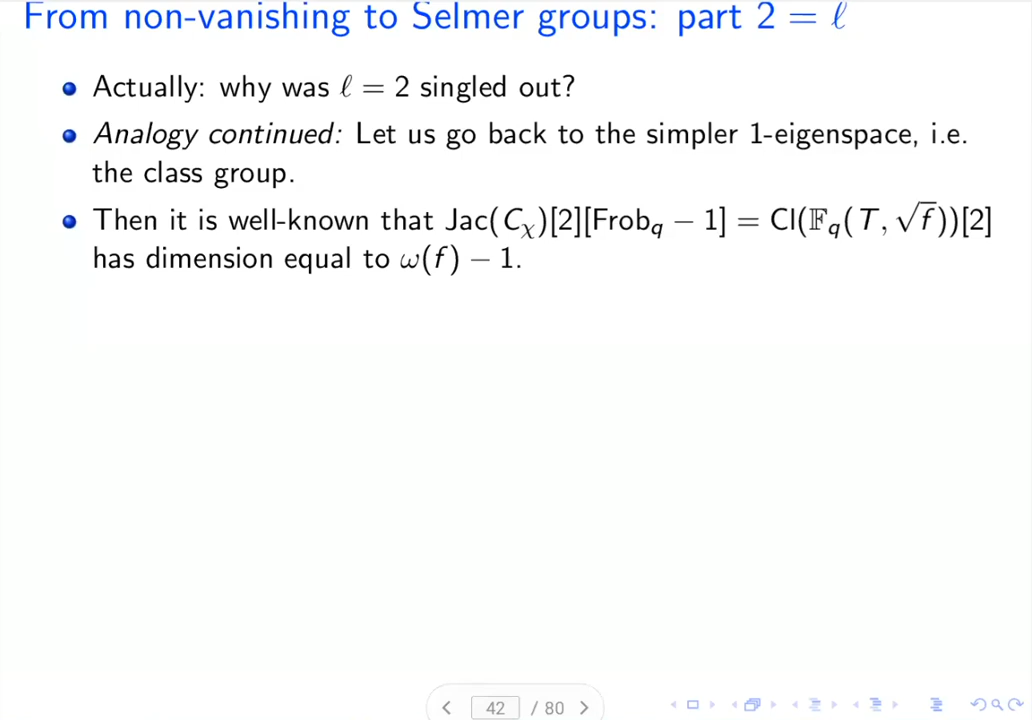 From non-vanishing to Selmer groups: part 2 = ℓ
Actually: why was ℓ = 2 singled out?
Analogy continued: Let us go back to the simpler 1-eigenspace, i.e.
the class group.
Then it is well-known that Jac(C_χ)[2][Frob_q − 1] = Cl(𝔽_q(T, √f))[2]
has dimension equal to ω(f) − 1.
42 / 80